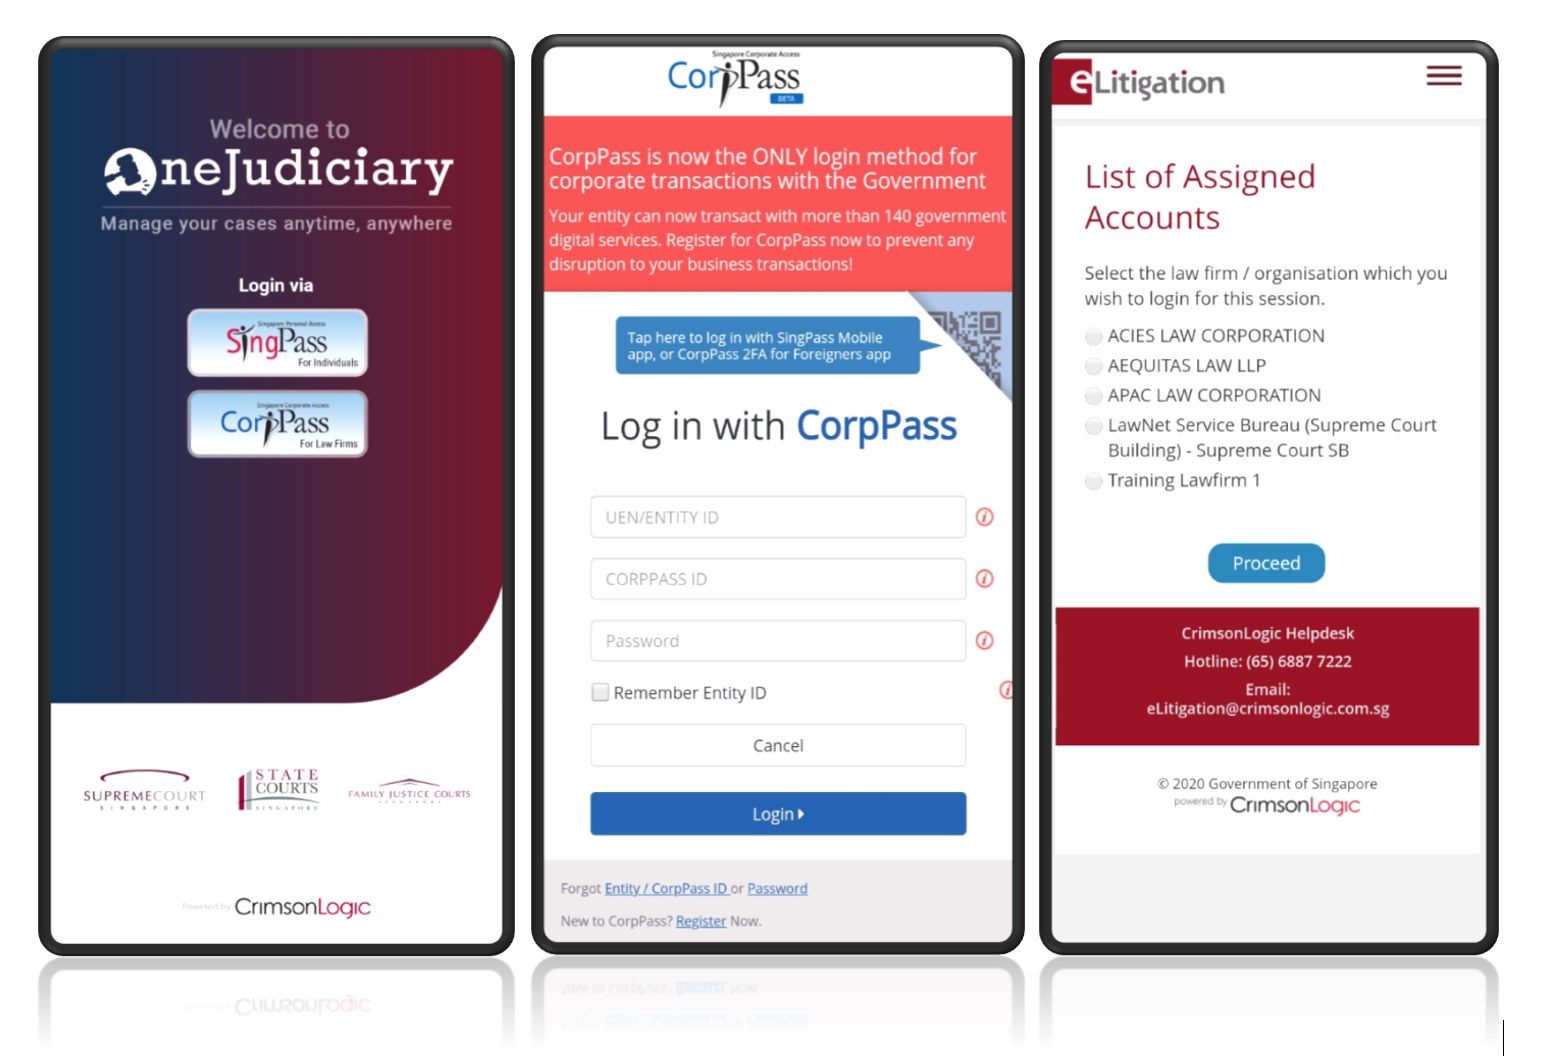 Welcome to
OneJudiciary
Manage your cases anytime, anywhere
Login via
Singapore Personal Access
SingPass
For Individuals
Singapore Corporate Access
CorpPass
For Law Firms
SUPREMECOURT
SINGAPORE
STATE
COURTS
SINGAPORE
FAMILY JUSTICE COURTS
SINGAPORE
Powered by CrimsonLogic
Singapore Corporate Access
CorpPass
BETA
CorpPass is now the ONLY login method for
corporate transactions with the Government
Your entity can now transact with more than 140 government
digital services. Register for CorpPass now to prevent any
disruption to your business transactions!
Tap here to log in with SingPass Mobile
app, or CorpPass 2FA for Foreigners app
Log in with CorpPass
UEN/ENTITY ID
CORPPASS ID
Password
Remember Entity ID
Cancel
Login
Forgot Entity / CorpPass ID or Password
New to CorpPass? Register Now.
eLitigation
List of Assigned
Accounts
Select the law firm / organisation which you
wish to login for this session.
ACIES LAW CORPORATION
AEQUITAS LAW LLP
APAC LAW CORPORATION
LawNet Service Bureau (Supreme Court
Building) - Supreme Court SB
Training Lawfirm 1
Proceed
CrimsonLogic Helpdesk
Hotline: (65) 6887 7222
Email:
eLitigation@crimsonlogic.com.sg
© 2020 Government of Singapore
powered by CrimsonLogic